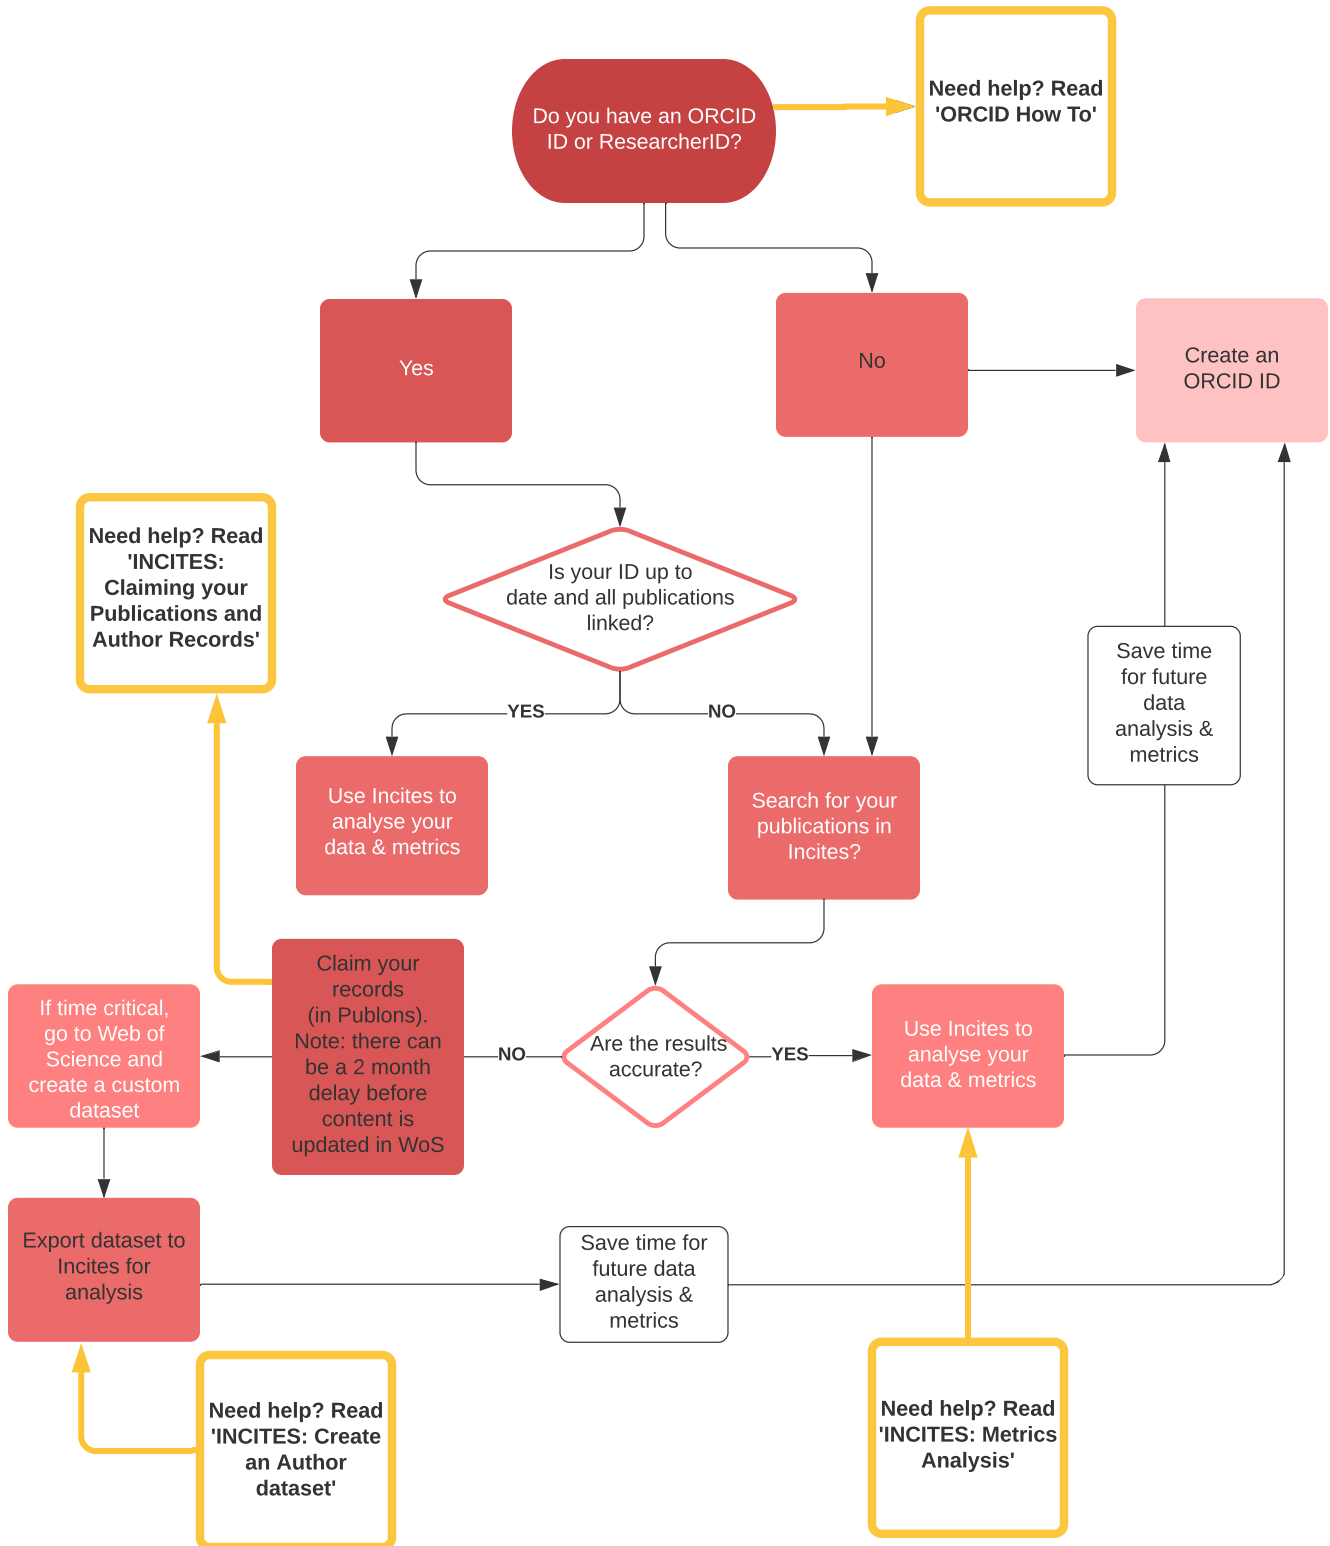 Need help? Read
'ORCID How To'
Do you have an ORCID
ID or ResearcherID?
Yes
No
Create an
ORCID ID
Need help? Read
'INCITES:
Claiming your
Publications and
Author Records'
Is your ID up to
date and all publications
linked?
Save time
for future
data
analysis &
metrics
YES
NO
Use Incites to
analyse your
data & metrics
Search for your
publications in
Incites?
If time critical,
go to Web of
Science and
create a custom
dataset
Claim your
records
(in Publons).
Note: there can
be a 2 month
delay before
content is
updated in WoS
NO
Are the results
accurate?
YES
Use Incites to
analyse your
data & metrics
Export dataset to
Incites for
analysis
Save time for
future data
analysis &
metrics
Need help? Read
'INCITES: Create
an Author
dataset'
Need help? Read
'INCITES: Metrics
Analysis'